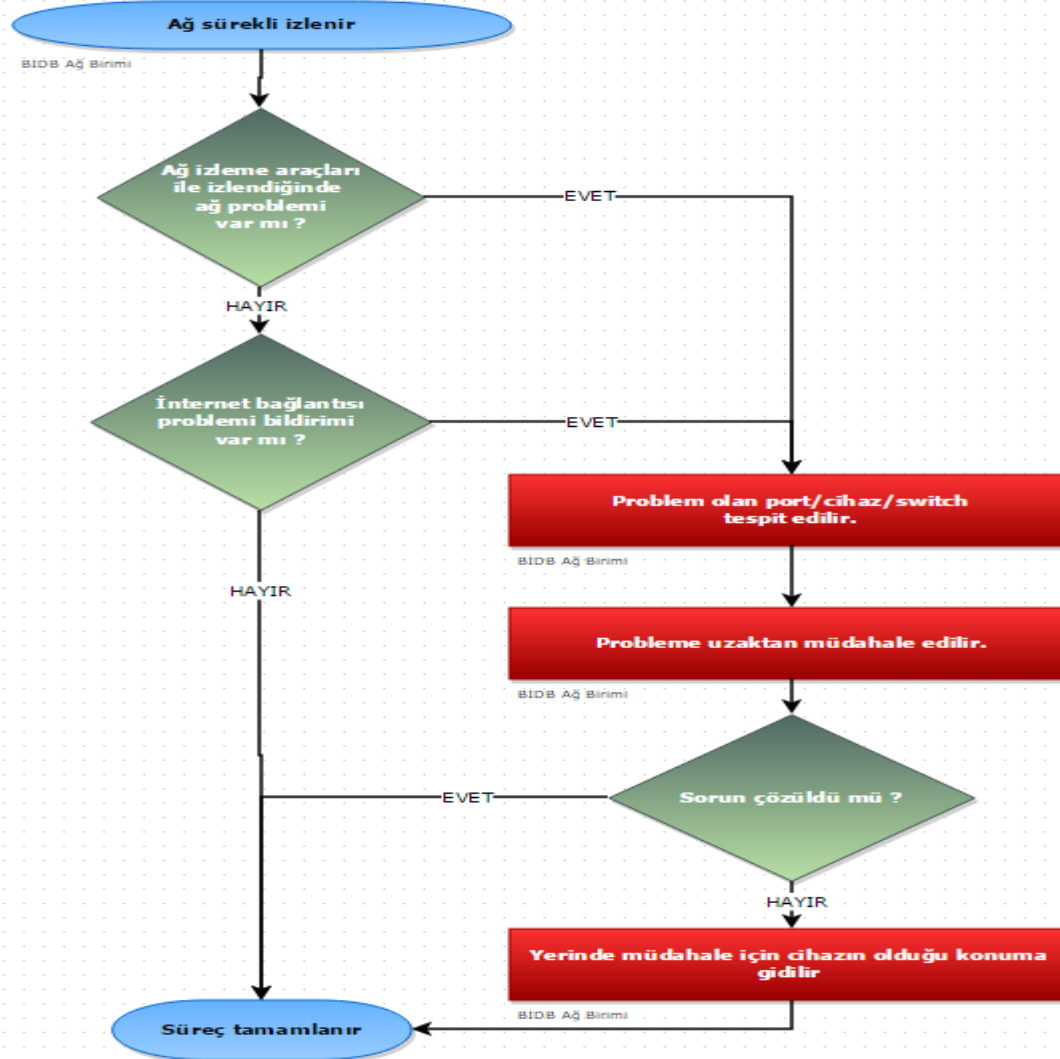 Ağ sürekli izlenir
BIDB Ağ Birimi
Ağ izleme araçları
ile izlendiğinde
ağ problemi
var mı ?
EVET
HAYIR
İnternet bağlantısı
problemi bildirimi
var mı ?
EVET
HAYIR
Problem olan port/cihaz/switch
tespit edilir.
BIDB Ağ Birimi
Probleme uzaktan müdahale edilir.
BIDB Ağ Birimi
Sorun çözüldü mü ?
EVET
HAYIR
Yerinde müdahale için cihazın olduğu konuma
gidilir
BIDB Ağ Birimi
Süreç tamamlanır